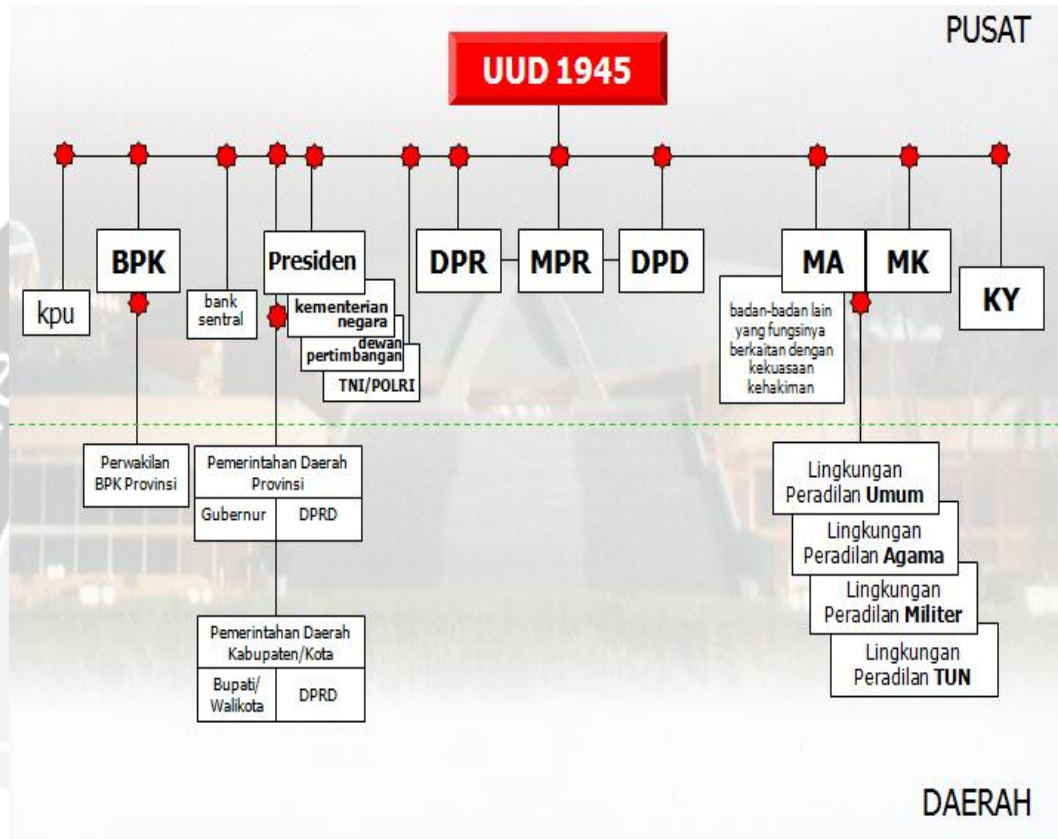 PUSAT
UUD 1945
BPK
Presiden
DPR
MPR
DPD
MA
MK
KY
kpu
bank
sentral
kementerian
negara
dewan
pertimbangan
TNI/POLRI
badan-badan lain
yang fungsinya
berkaitan dengan
kekuasaan
kehakiman
Perwakilan
BPK Provinsi
Pemerintahan Daerah
Provinsi
Gubernur
DPRD
Pemerintahan Daerah
Kabupaten/Kota
Bupati/
Walikota
DPRD
Lingkungan
Peradilan Umum
Lingkungan
Peradilan Agama
Lingkungan
Peradilan Militer
Lingkungan
Peradilan TUN
DAERAH